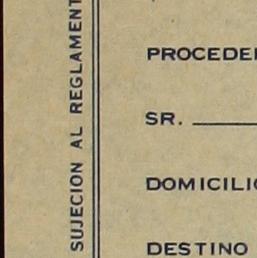 SUJECION AL REGLAMENT
PROCEDE
SR.
DOMICILI
DESTINO